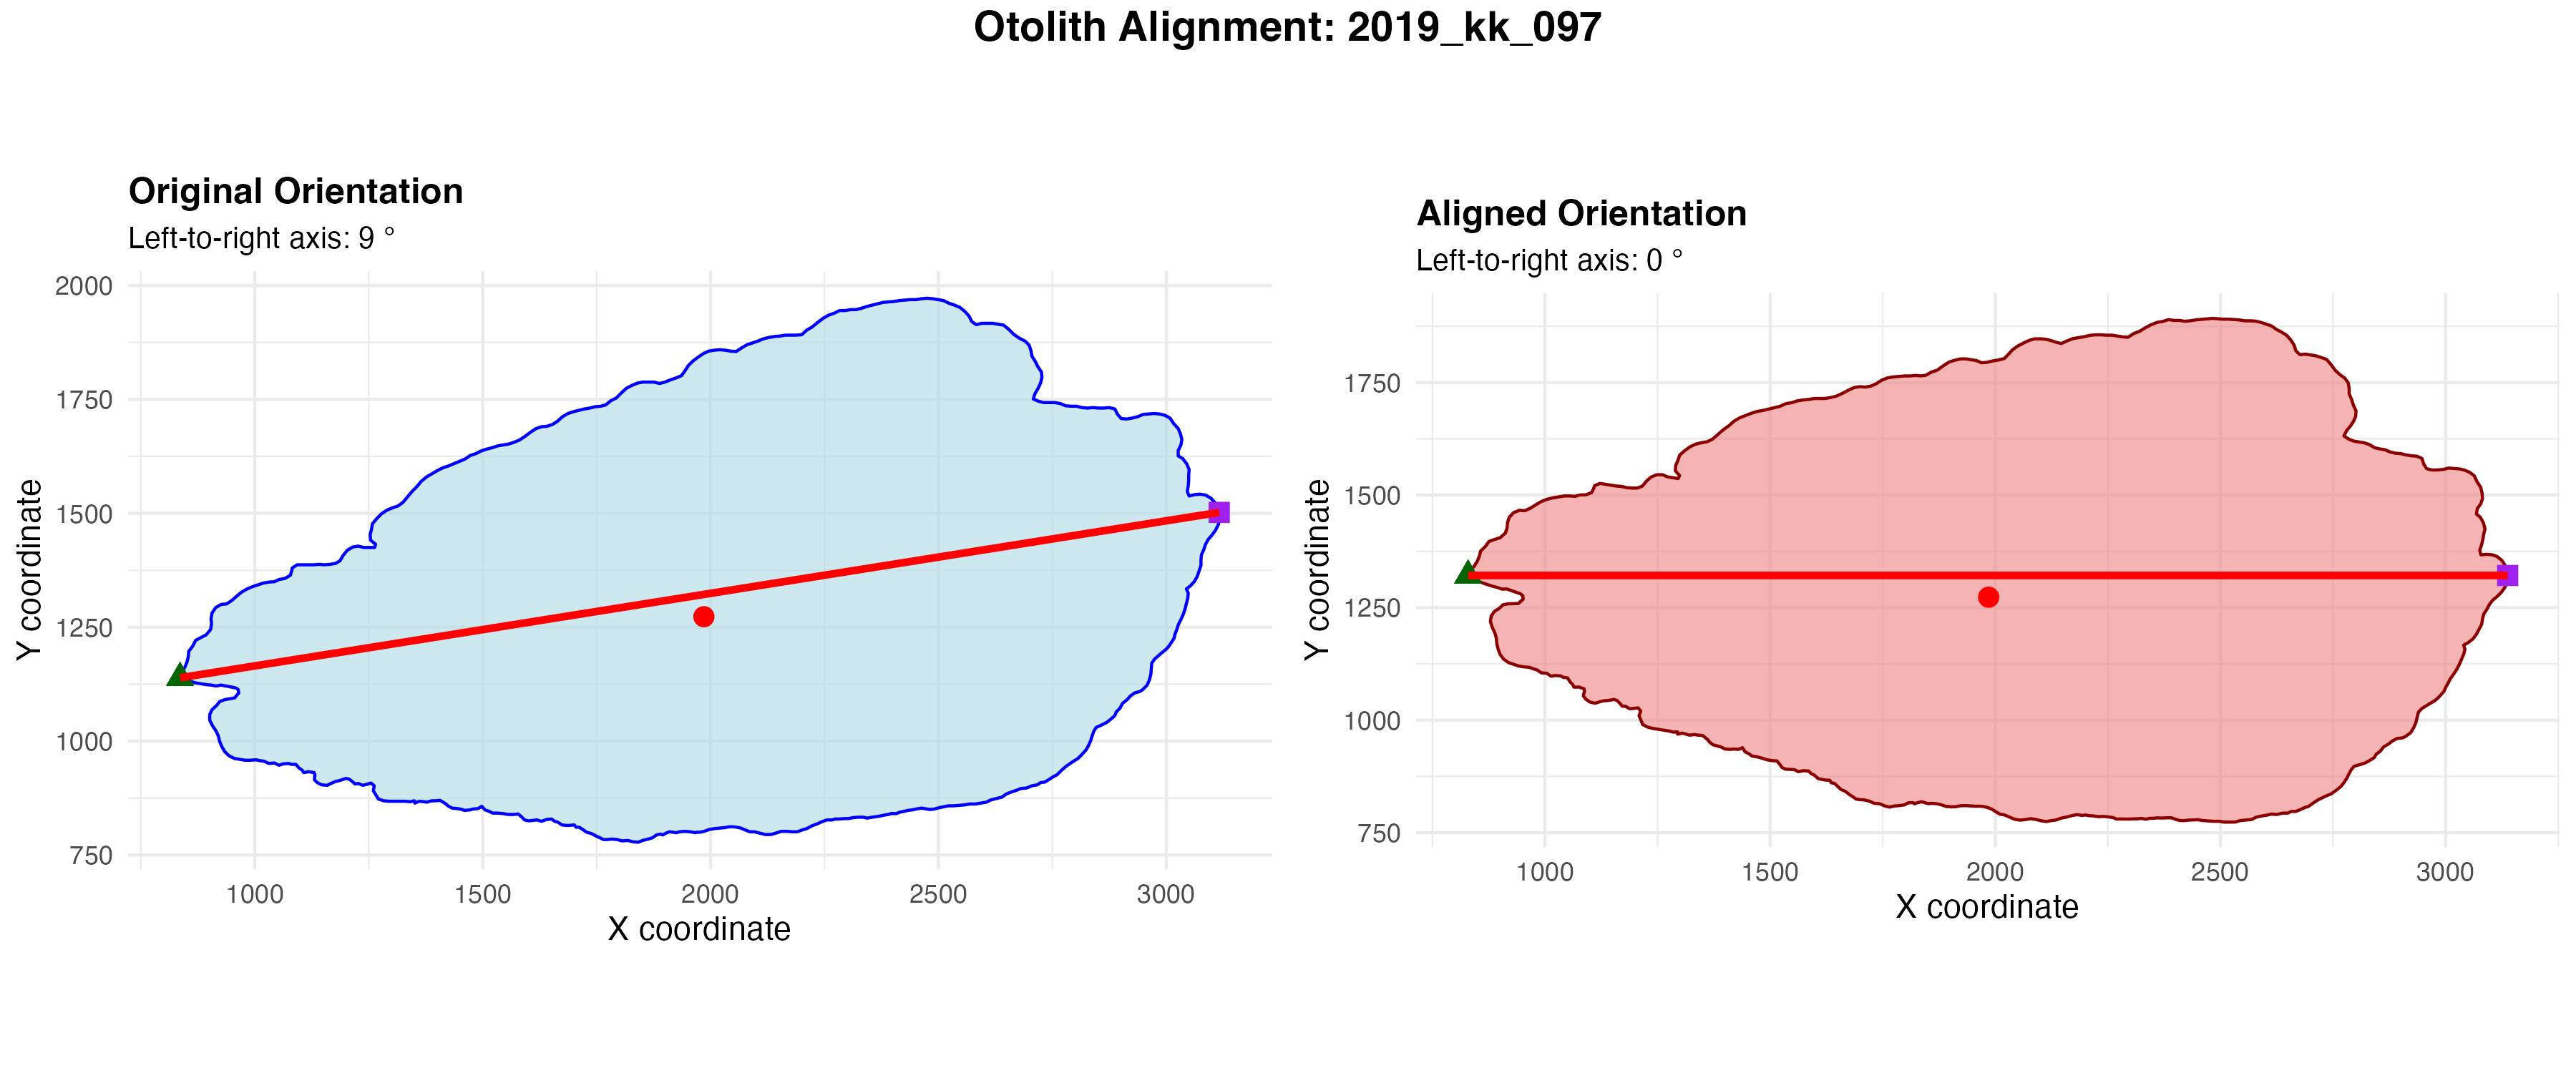 Otolith Alignment: 2019_kk_097
Original Orientation
Left-to-right axis: 9 °
2000
1750
1500
1250
1000
750
Y coordinate
1000 1500 2000 2500 3000
X coordinate
Aligned Orientation
Left-to-right axis: 0 °
1750
1500
1250
1000
750
Y coordinate
1000 1500 2000 2500 3000
X coordinate